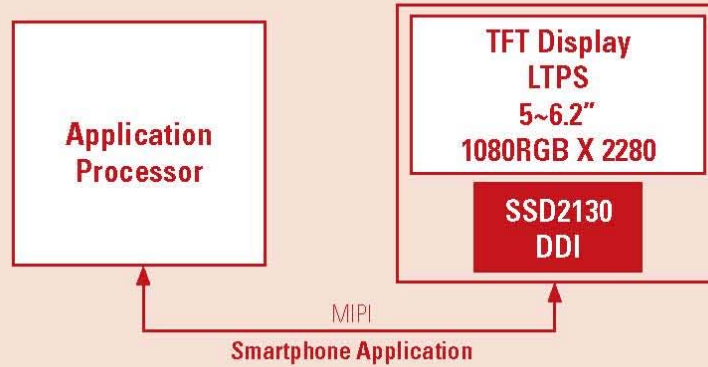 Application
Processor
TFT Display
LTPS
5~6.2”
1080RGB X 2280
SSD2130
DDI
MIPI
Smartphone Application